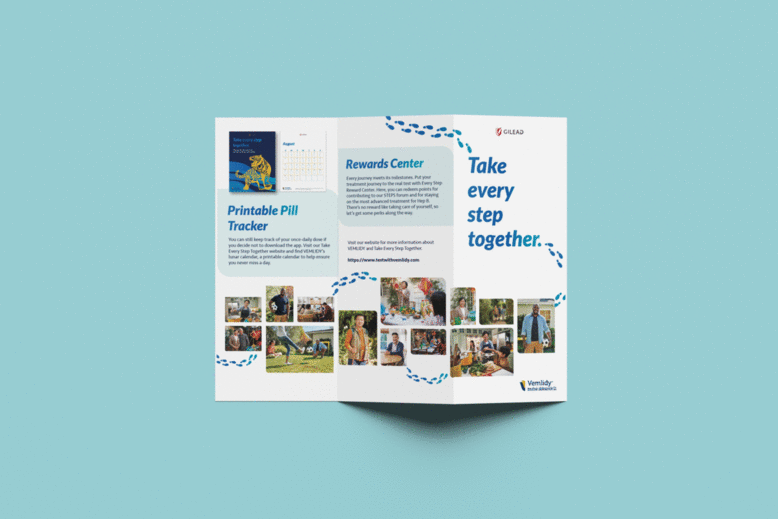 Take every step
together.
August
Printable Pill
Tracker
You can still keep track of your once-daily dose if
you decide not to download the app. Visit our Take
Every Step Together website and find VEMLIDY's
lunar calendar, a printable calendar to help ensure
you never miss a day.
Rewards Center
Every journey meets its milestones. Put your
treatment journey to the real test with Every Step
Reward Center. Here, you can redeem points for
contributing to our STEPS forum and for staying
on the most advanced treatment for Hep B.
There's no reward like taking care of yourself, so
let's get some perks along the way.
Visit our website for more information about
VEMLIDY and Take Every Step Together
https://www.testwithvemlidy.com
GILEAD
Take
every
step
together.
Vemlidy